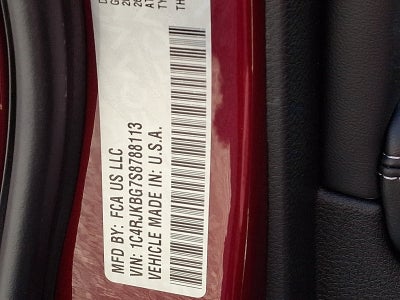 MFD BY: FCA US LLC
VIN: 1C4RJKBG7S8788113
VEHICLE MADE IN: U.S.A.